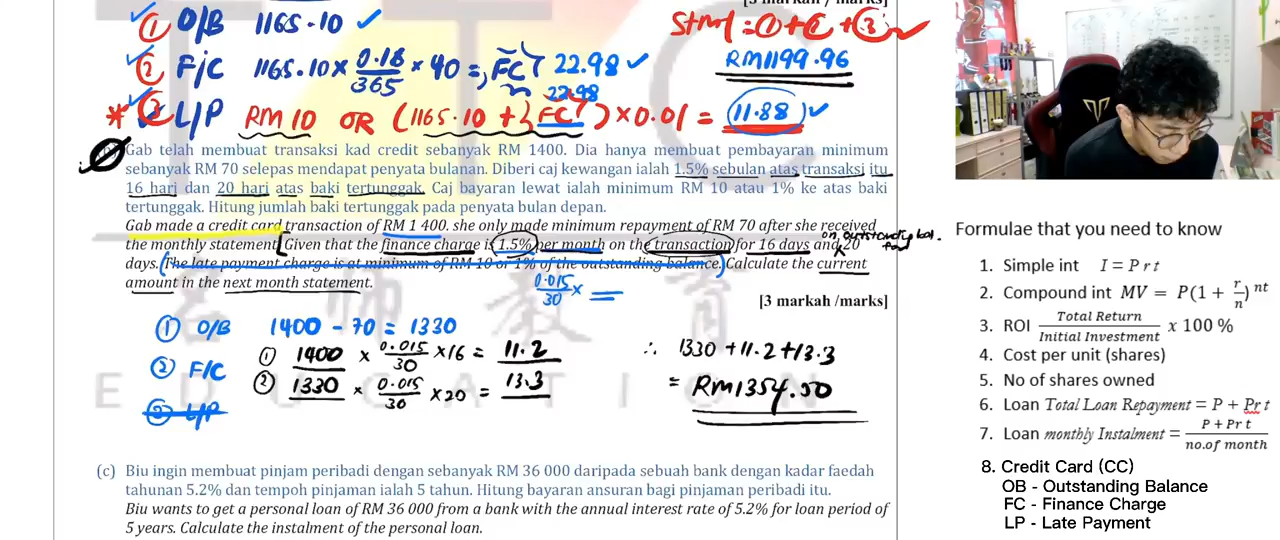 [3 markah / marks]
① O/B 1165.10
Stmt = ① + ② + ③
② F/C 1165.10 × 0.18/365 × 40 =, FC 22.98
RM1199.96
22.98
* ③ L/P RM 10 OR (1165.10 + FC) × 0.01 = 11.88
Gab telah membuat transaksi kad credit sebanyak RM 1400. Dia hanya membuat pembayaran minimum
sebanyak RM 70 selepas mendapat penyata bulanan. Diberi caj kewangan ialah 1.5% sebulan atas transaksi itu
16 hari dan 20 hari atas baki tertunggak. Caj bayaran lewat ialah minimum RM 10 atau 1% ke atas baki
tertunggak. Hitung jumlah baki tertunggak pada penyata bulan depan.
Gab made a credit card transaction of RM 1 400. she only made minimum repayment of RM 70 after she received
on outstanding bal.
the monthly statement. Given that the finance charge is 1.5% per month on the transaction for 16 days and 20
for
days. The late payment charge is at minimum of RM 10 or 1% of the outstanding balance. Calculate the current
amount in the next month statement.
0.015/30 ×
[3 markah /marks]
① O/B 1400 - 70 = 1330
② F/C ① 1400 × 0.015/30 × 16 = 11.2
∴ 1330 + 11.2 + 13.3
② 1330 × 0.015/30 × 20 = 13.3
= RM1354.50
③ L/P
EDUCATION
名師教育
(c) Biu ingin membuat pinjam peribadi dengan sebanyak RM 36 000 daripada sebuah bank dengan kadar faedah
tahunan 5.2% dan tempoh pinjaman ialah 5 tahun. Hitung bayaran ansuran bagi pinjaman peribadi itu.
Biu wants to get a personal loan of RM 36 000 from a bank with the annual interest rate of 5.2% for loan period of
5 years. Calculate the instalment of the personal loan.
Formulae that you need to know
1. Simple int I = P r t
2. Compound int MV = P(1 + r/n)^nt
3. ROI Total Return/Initial Investment x 100 %
4. Cost per unit (shares)
5. No of shares owned
6. Loan Total Loan Repayment = P + Pr t
7. Loan monthly Instalment = P + Pr t/no.of month
8. Credit Card (CC)
OB - Outstanding Balance
FC - Finance Charge
LP - Late Payment